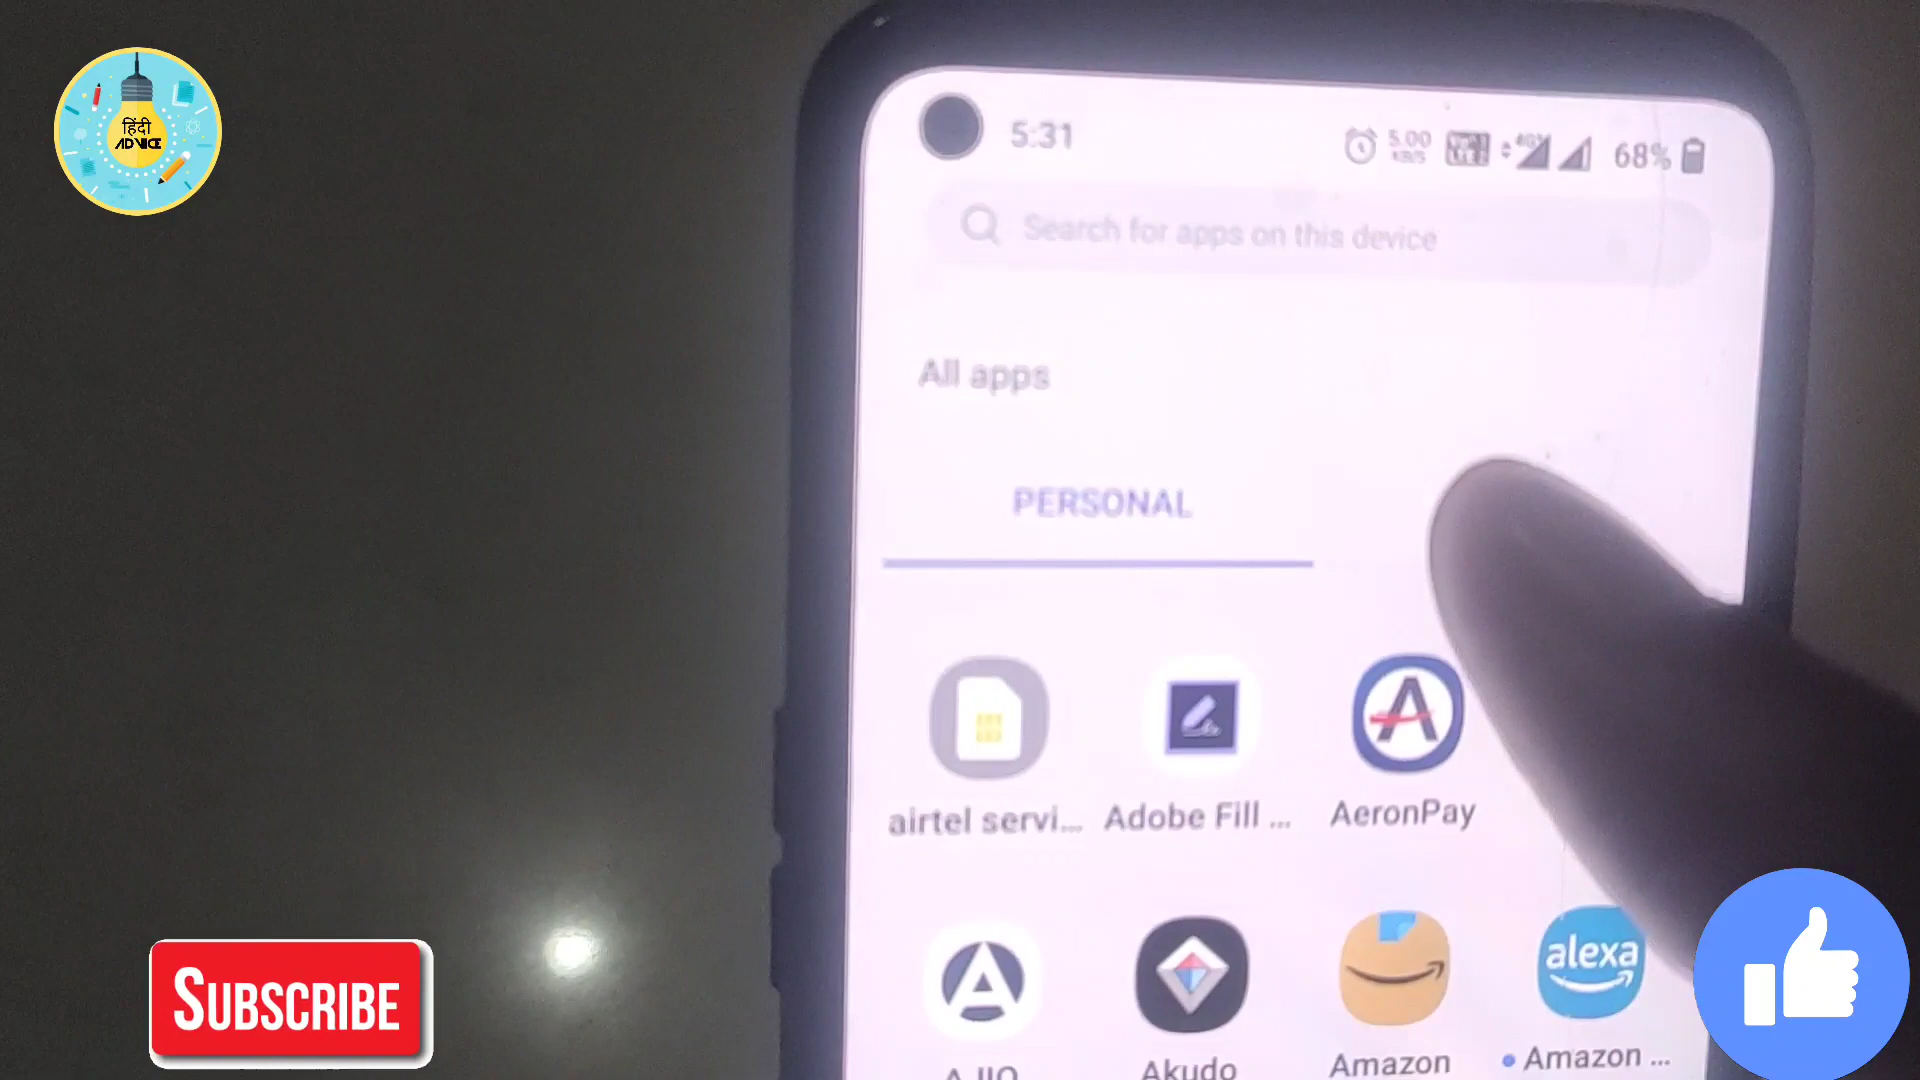 हिंदी
ADVICE
5:31
5.00
KB/S
4G+
68%
Search for apps on this device
All apps
PERSONAL
airtel servi...
Adobe Fill ...
AeronPay
alexa
AJIO
Akudo
Amazon
Amazon ...
SUBSCRIBE